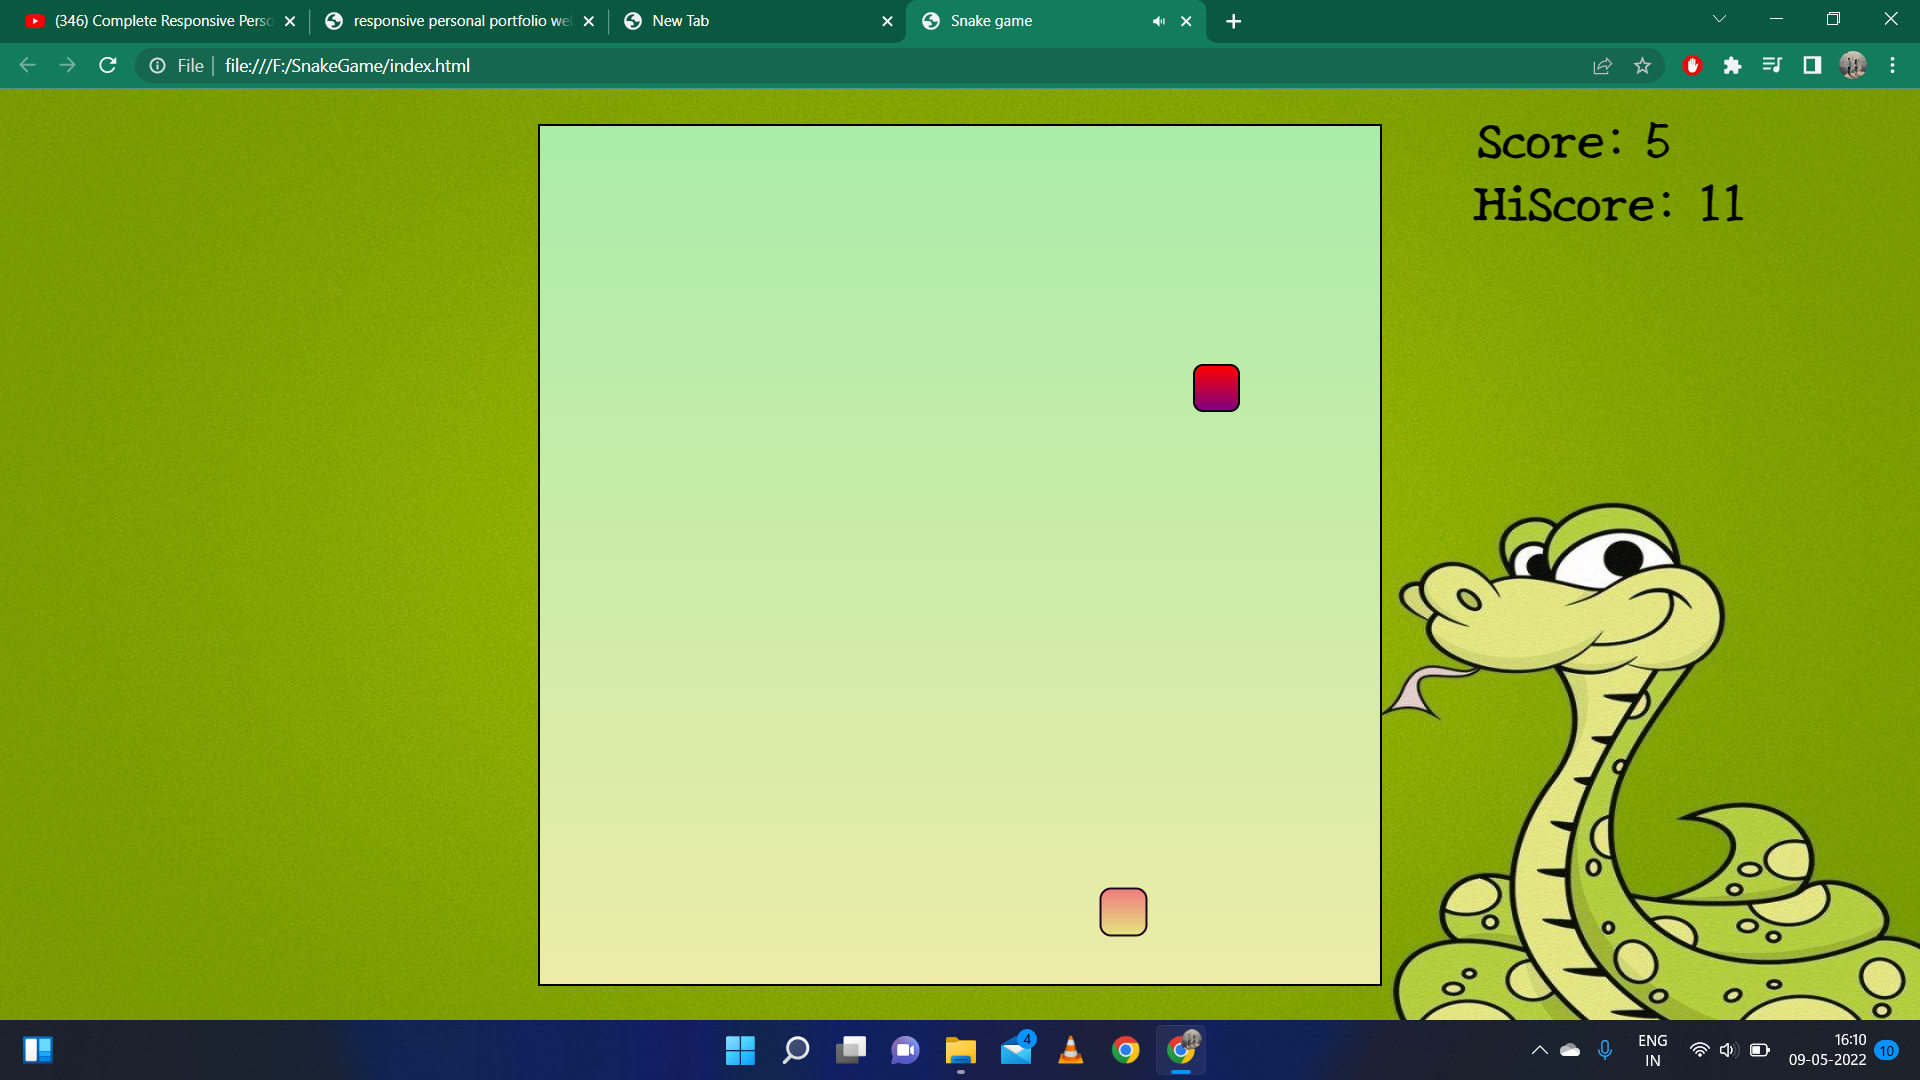 (346) Complete Responsive Perso
responsive personal portfolio we
New Tab
Snake game
File
file:///F:/SnakeGame/index.html
Score: 5
HiScore: 11
4
ENG
IN
16:10
09-05-2022
10